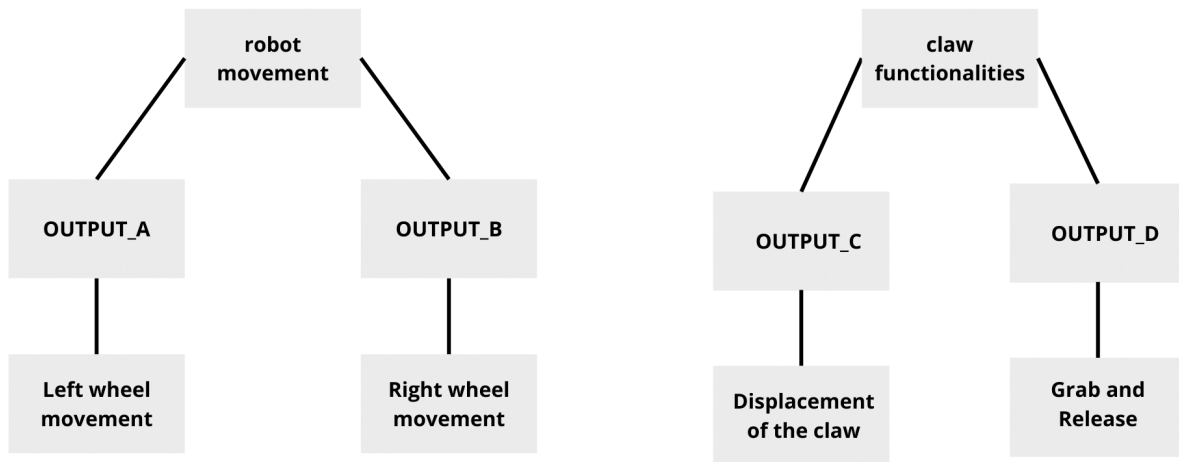 robot
movement
claw
functionalities
OUTPUT_A
OUTPUT_B
OUTPUT_C
OUTPUT_D
Left wheel
movement
Right wheel
movement
Displacement
of the claw
Grab and
Release